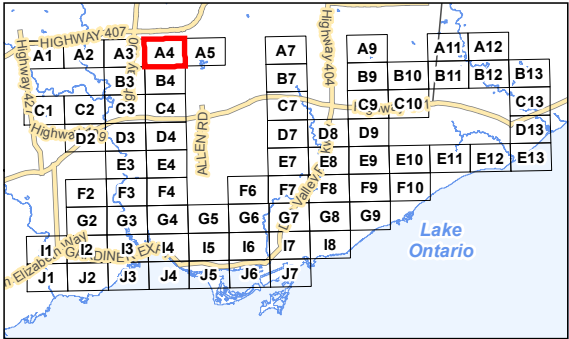 HIGHWAY 407
Highway 404
A1 A2 A3 A4 A5 A7 A9 A11 A12
Highway 427
B3 B4 B7 B9 B10 B11 B12 B13
C1 C2 C3 C4 C7 C9 C10 C13
D2 D3 D4 D7 D8 D9 D13
ALLEN RD
E3 E4 E7 E8 E9 E10 E11 E12 E13
F2 F3 F4 F6 F7 F8 F9 F10
G2 G3 G4 G5 G6 G7 G8 G9
Lake
Ontario
I1 I2 I3 I4 I5 I6 I7 I8
J1 J2 J3 J4 J5 J6 J7